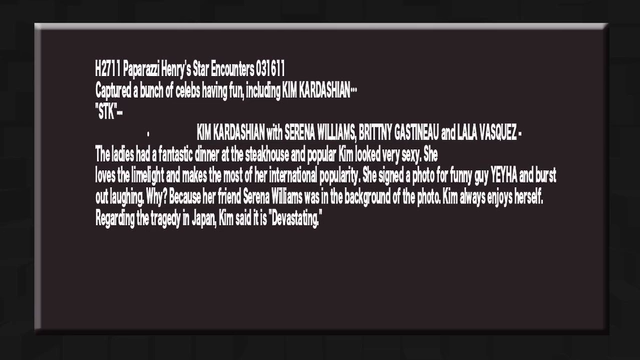 H2711 Paparazzi Henry's Star Encounters 031611
Captured a bunch of celebs having fun, including KIM KARDASHIAN---
"STK"--
- KIM KARDASHIAN with SERENA WILLIAMS, BRITTNY GASTINEAU and LALA VASQUEZ -
The ladies had a fantastic dinner at the steakhouse and popular Kim looked very sexy. She
loves the limelight and makes the most of her international popularity. She signed a photo for funny guy YEYHA and burst
out laughing. Why? Because her friend Serena Williams was in the background of the photo. Kim always enjoys herself.
Regarding the tragedy in Japan, Kim said it is "Devastating."